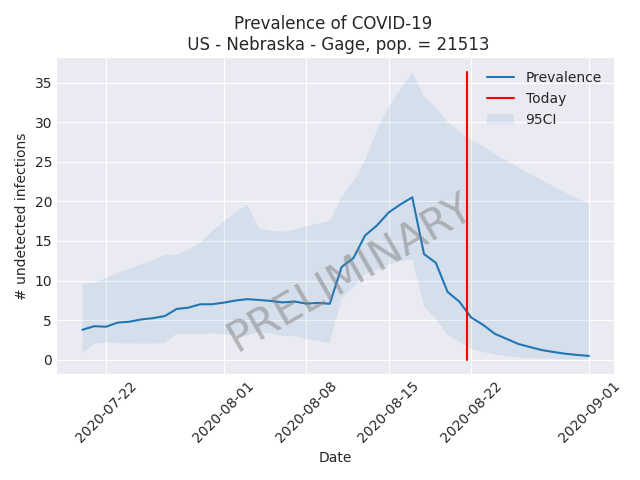 Prevalence of COVID-19
US - Nebraska - Gage, pop. = 21513
35
30
25
20
15
10
5
0
# undetected infections
Prevalence
Today
95CI
PRELIMINARY
2020-07-22
2020-08-01
2020-08-08
2020-08-15
2020-08-22
2020-09-01
Date